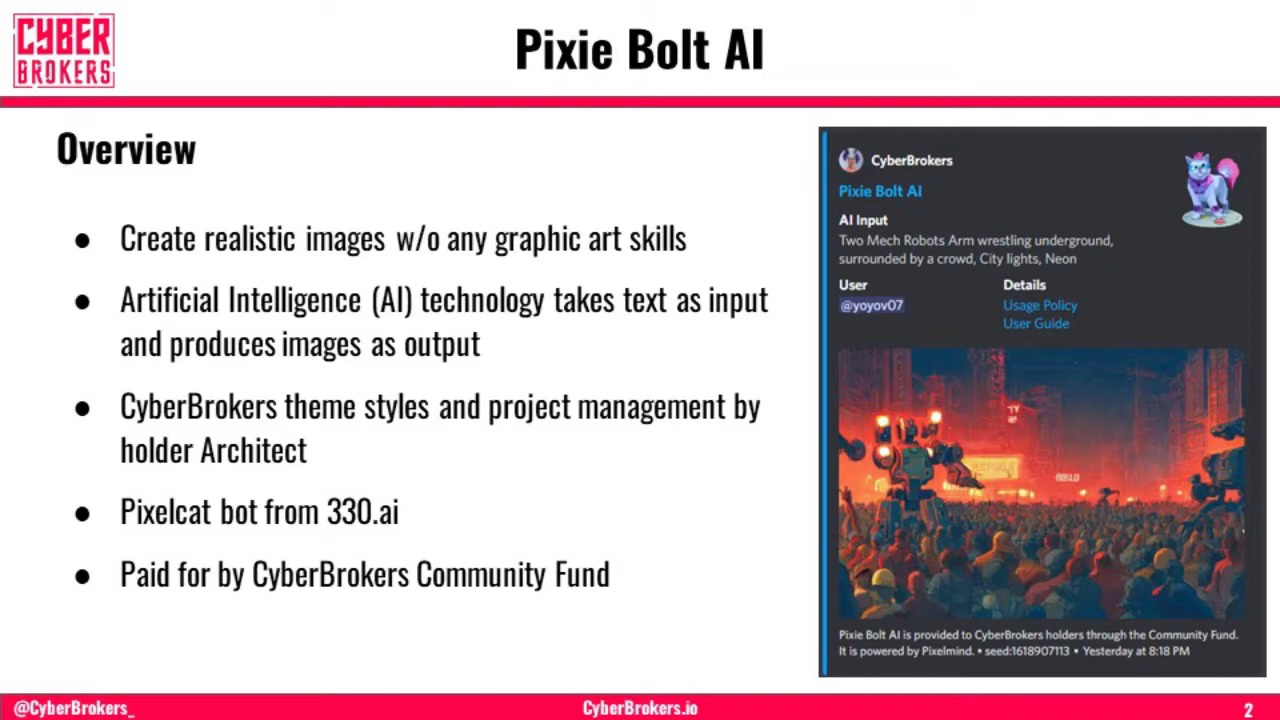 CYBER
BROKERS
Pixie Bolt AI
Overview
● Create realistic images w/o any graphic art skills
● Artificial Intelligence (AI) technology takes text as input
and produces images as output
● CyberBrokers theme styles and project management by
holder Architect
● Pixelcat bot from 330.ai
● Paid for by CyberBrokers Community Fund
CyberBrokers
Pixie Bolt AI
AI Input
Two Mech Robots Arm wrestling underground,
surrounded by a crowd, City lights, Neon
User Details
@yoyov07 Usage Policy
User Guide
Pixie Bolt AI is provided to CyberBrokers holders through the Community Fund.
It is powered by Pixelmind. • seed:1618907113 • Yesterday at 8:18 PM
@CyberBrokers_ CyberBrokers.io 2